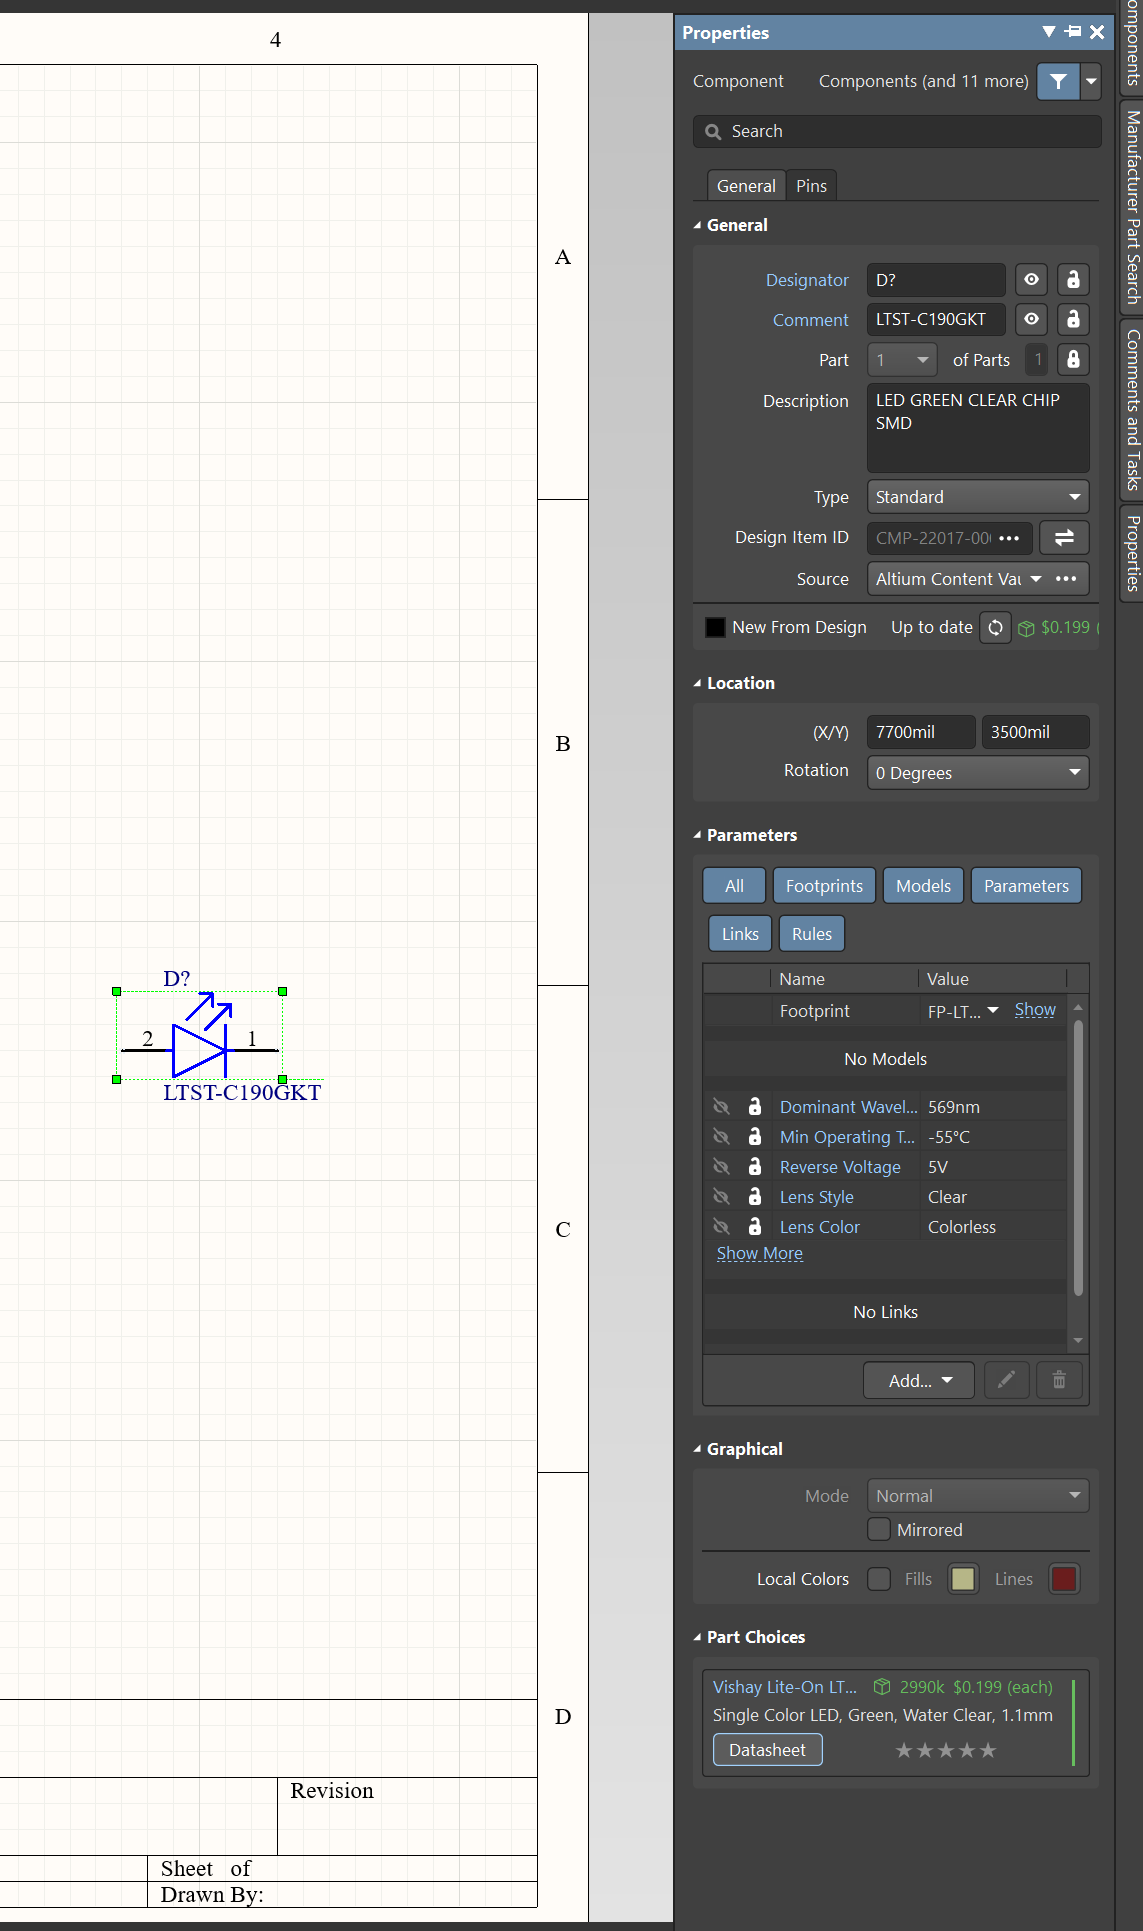 4
A
B
C
D
D?
2
1
LTST-C190GKT
Revision
Sheet of
Drawn By:
Properties
Component Components (and 11 more)
Search
General Pins
General
Designator D?
Comment LTST-C190GKT
Part 1 of Parts 1
Description LED GREEN CLEAR CHIP
SMD
Type Standard
Design Item ID CMP-22017-00 •••
Source Altium Content Vau •••
New From Design Up to date $0.199 (
Location
(X/Y) 7700mil 3500mil
Rotation 0 Degrees
Parameters
All Footprints Models Parameters
Links Rules
Name Value
Footprint FP-LT... Show
No Models
Dominant Wavel... 569nm
Min Operating T... -55°C
Reverse Voltage 5V
Lens Style Clear
Lens Color Colorless
Show More
No Links
Add...
Graphical
Mode Normal
Mirrored
Local Colors Fills Lines
Part Choices
Vishay Lite-On LT... 2990k $0.199 (each)
Single Color LED, Green, Water Clear, 1.1mm
Datasheet ★★★★★
omponents
Manufacturer Part Search
Comments and Tasks
Properties